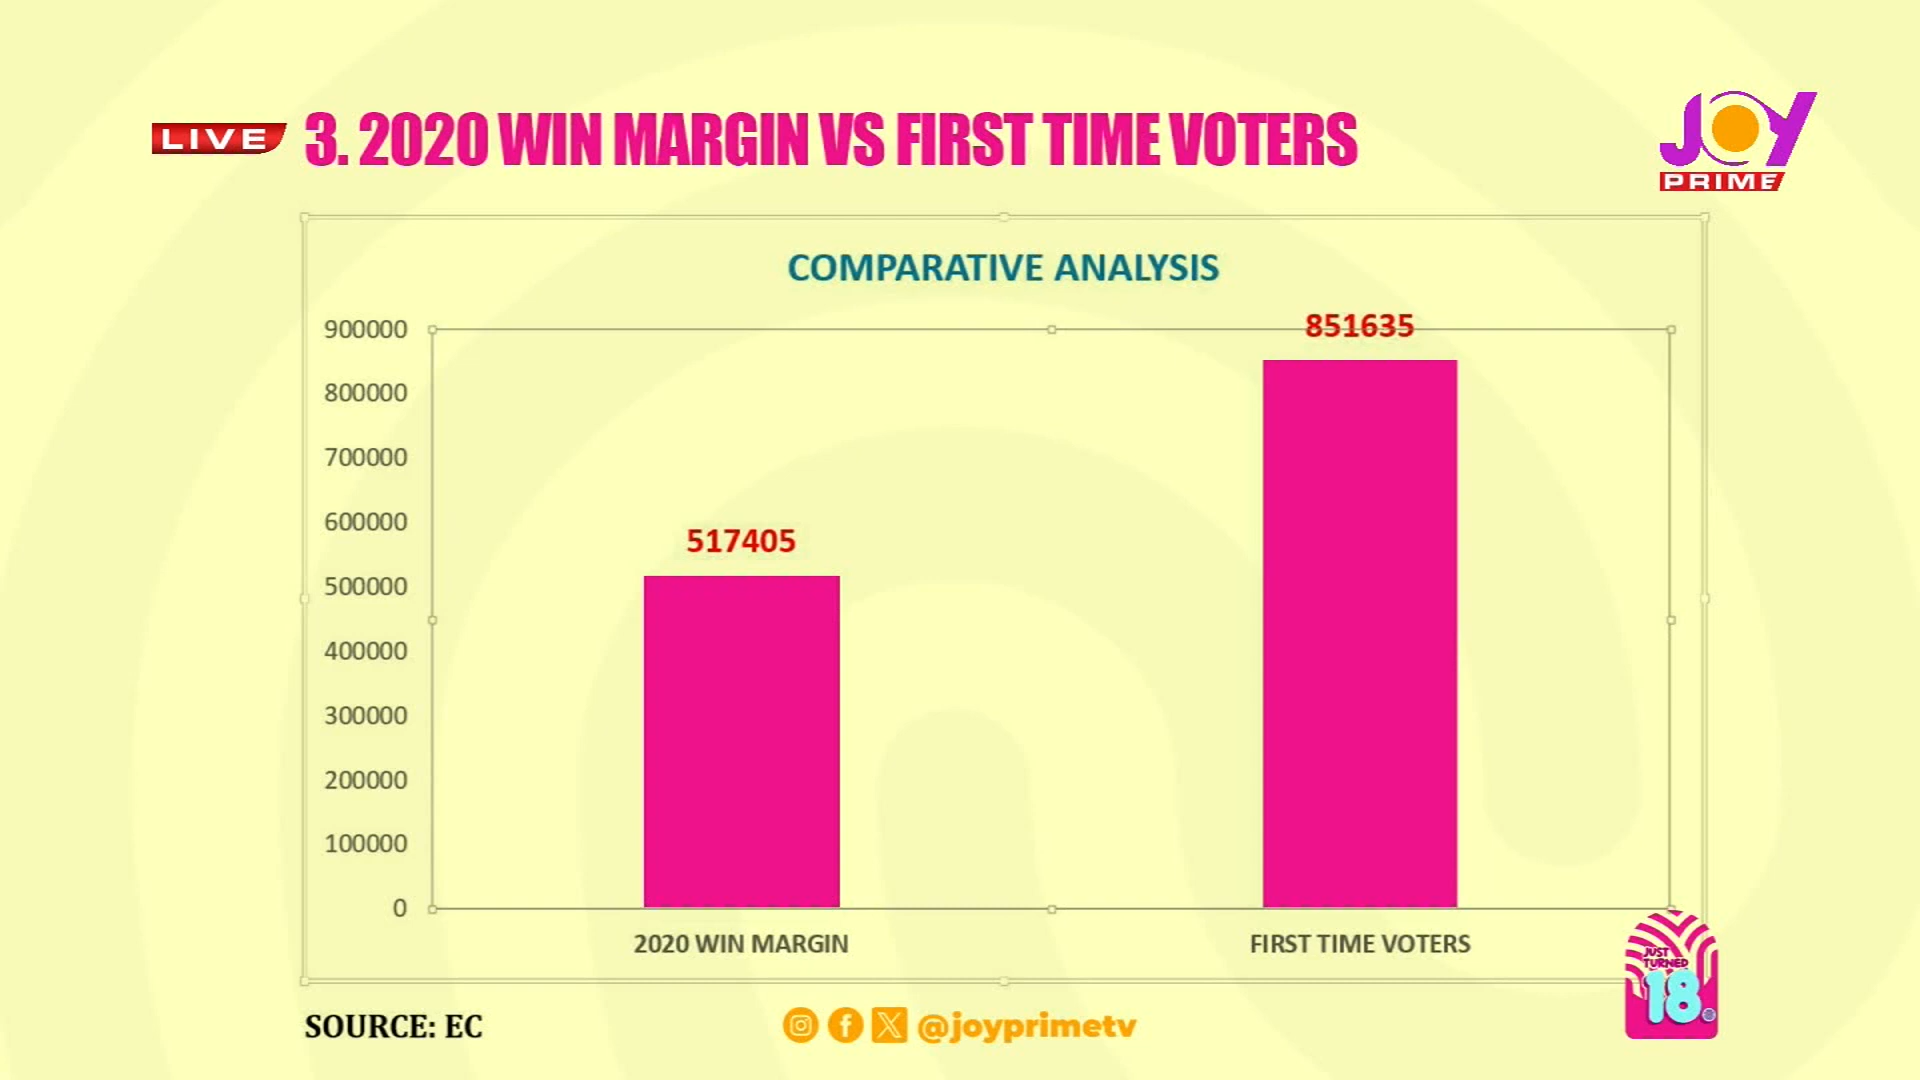 LIVE
3. 2020 WIN MARGIN VS FIRST TIME VOTERS
JOY
PRIME
COMPARATIVE ANALYSIS
900000
851635
800000
700000
600000
517405
500000
400000
300000
200000
100000
0
2020 WIN MARGIN
FIRST TIME VOTERS
JUST
TURNED
18
SOURCE: EC
@joyprimetv